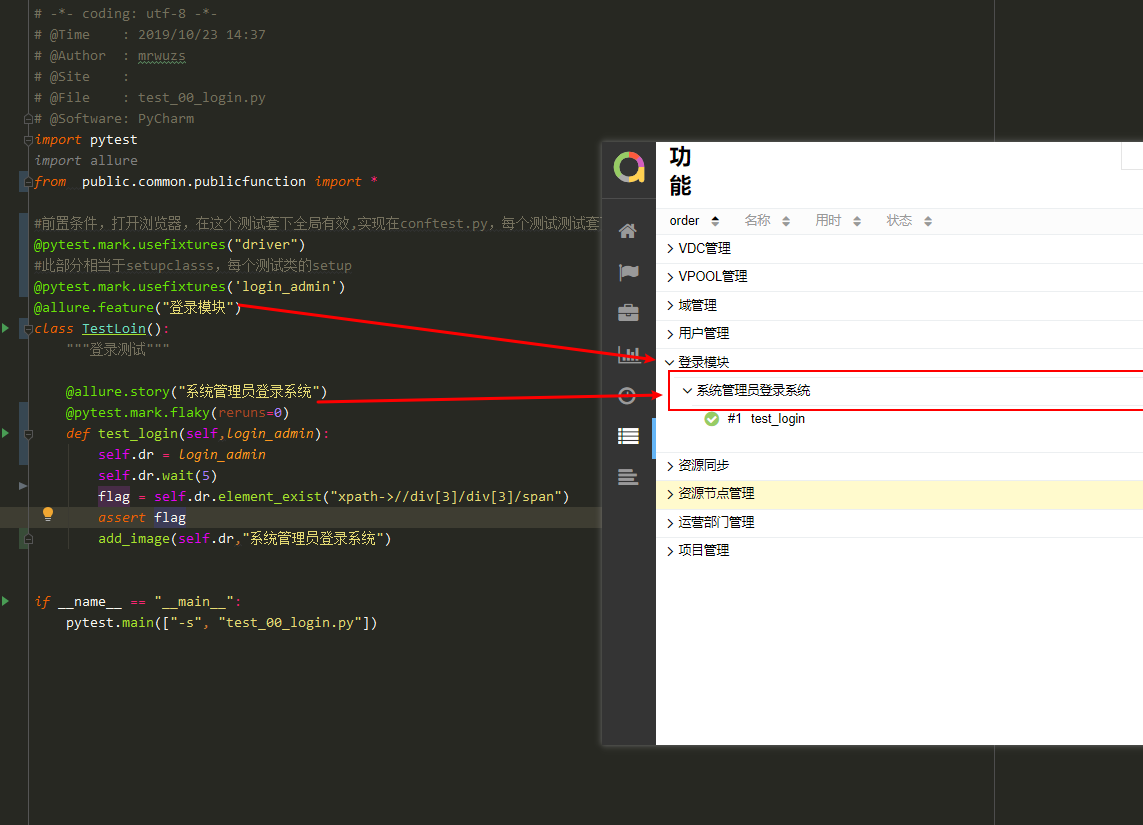 # -*- coding: utf-8 -*-
# @Time    : 2019/10/23 14:37
# @Author  : mrwuzs
# @Site    :
# @File    : test_00_login.py
# @Software: PyCharm
import pytest
import allure
from  public.common.publicfunction import *
#前置条件，打开浏览器，在这个测试套下全局有效,实现在conftest.py，每个测试测试套
@pytest.mark.usefixtures("driver")
#此部分相当于setupclasss，每个测试类的setup
@pytest.mark.usefixtures('login_admin')
@allure.feature("登录模块")
class TestLoin():
    """登录测试"""
    @allure.story("系统管理员登录系统")
    @pytest.mark.flaky(reruns=0)
    def test_login(self,login_admin):
        self.dr = login_admin
        self.dr.wait(5)
        flag = self.dr.element_exist("xpath->//div[3]/div[3]/span")
        assert flag
        add_image(self.dr,"系统管理员登录系统")
if __name__ == "__main__":
    pytest.main(["-s", "test_00_login.py"])
功
能
order 名称 用时 状态
VDC管理
VPOOL管理
域管理
用户管理
登录模块
系统管理员登录系统
#1 test_login
资源同步
资源节点管理
运营部门管理
项目管理